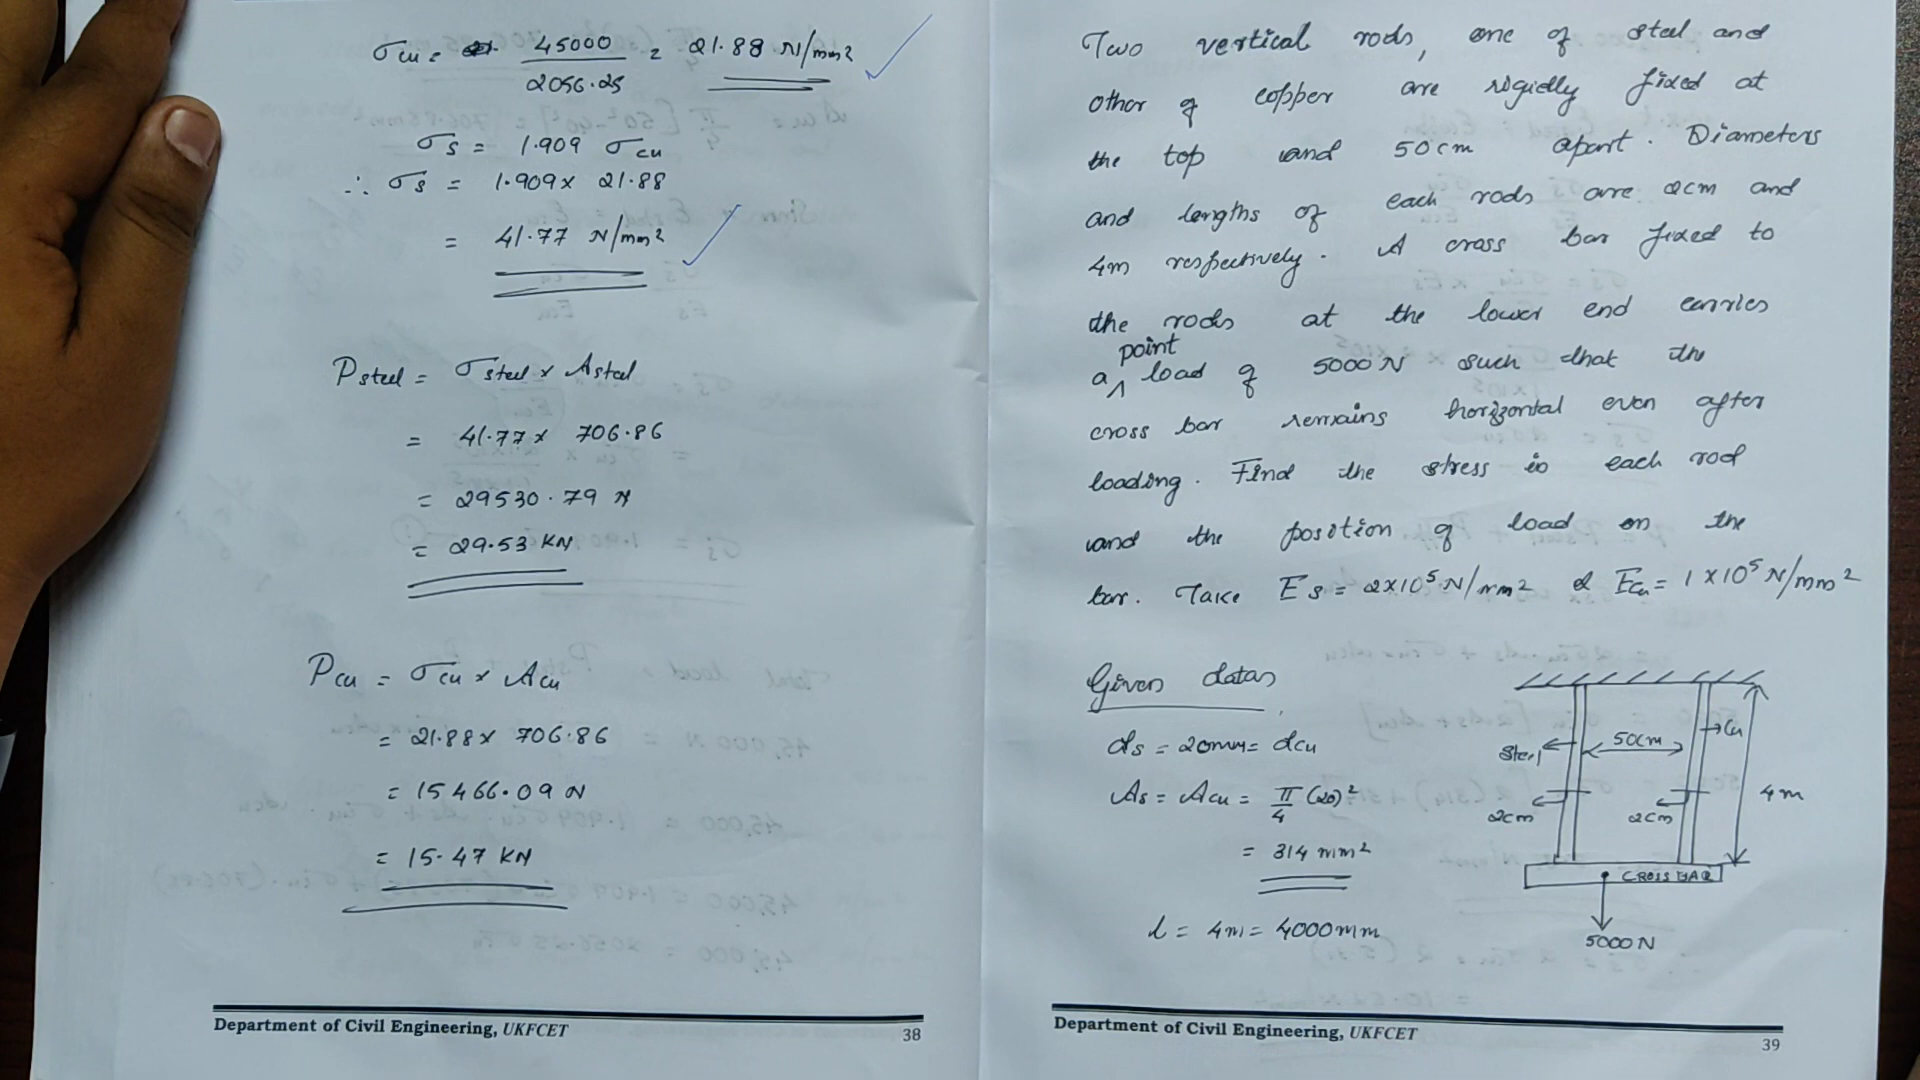 σcu = 45000 / 2056.25 = 21.88 N/mm²
σs = 1.909 σcu
∴ σs = 1.909 x 21.88
= 41.77 N/mm²
Psteel = σsteel x Asteel
= 41.77 x 706.86
= 29530.79 N
= 29.53 KN
Pcu = σcu x Acu
= 21.88 x 706.86
= 15466.09 N
= 15.47 KN
Department of Civil Engineering, UKFCET 38
Two vertical rods, one of steel and
other of copper are rigidly fixed at
the top and 50cm apart. Diameters
and lengths of each rods are 2cm and
4m respectively. A cross bar fixed to
the rods at the lower end carries
a point load of 5000N such that the
cross bar remains horizontal even after
loading. Find the stress in each rod
and the position of load on the
bar. Take Es = 2x10⁵ N/mm² & Ecu = 1x10⁵ N/mm²
Given datas
ds = 20mm = dcu
As = Acu = π/4 (20)²
= 314 mm²
l = 4m = 4000mm
Steel
50cm
Cu
4m
2cm
2cm
CROSS BAR
5000N
Department of Civil Engineering, UKFCET 39